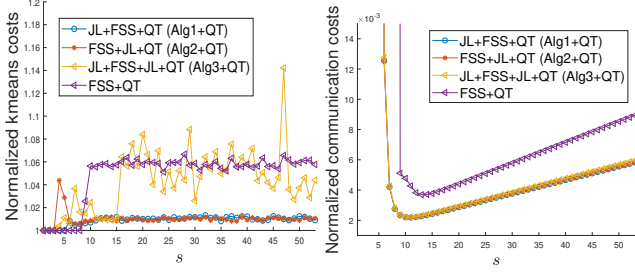 Normalized kmeans costs
1.2
1.18
1.16
1.14
1.12
1.1
1.08
1.06
1.04
1.02
1
JL+FSS+QT (Alg1+QT)
FSS+JL+QT (Alg2+QT)
JL+FSS+JL+QT (Alg3+QT)
FSS+QT
5 10 15 20 25 30 35 40 45 50
s
Normalized communication costs
×10⁻³
14
12
10
8
6
4
2
JL+FSS+QT (Alg1+QT)
FSS+JL+QT (Alg2+QT)
JL+FSS+JL+QT (Alg3+QT)
FSS+QT
5 10 15 20 25 30 35 40 45 50
s